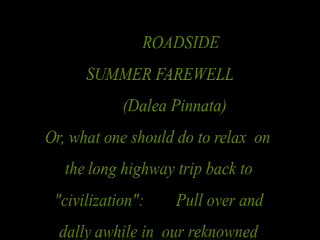 ROADSIDE
SUMMER FAREWELL
(Dalea Pinnata)
Or, what one should do to relax  on
the long highway trip back to
"civilization":        Pull over and
dally awhile in  our reknowned